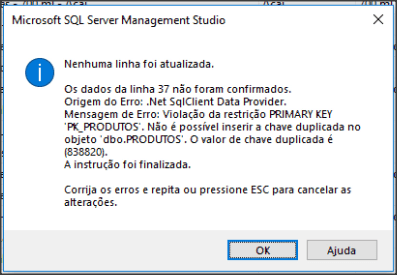 Microsoft SQL Server Management Studio
Nenhuma linha foi atualizada.
Os dados da linha 37 não foram confirmados.
Origem do Erro: .Net SqlClient Data Provider.
Mensagem de Erro: Violação da restrição PRIMARY KEY
'PK_PRODUTOS'. Não é possível inserir a chave duplicada no
objeto 'dbo.PRODUTOS'. O valor de chave duplicada é
(838820).
A instrução foi finalizada.
Corrija os erros e repita ou pressione ESC para cancelar as
alterações.
OK
Ajuda